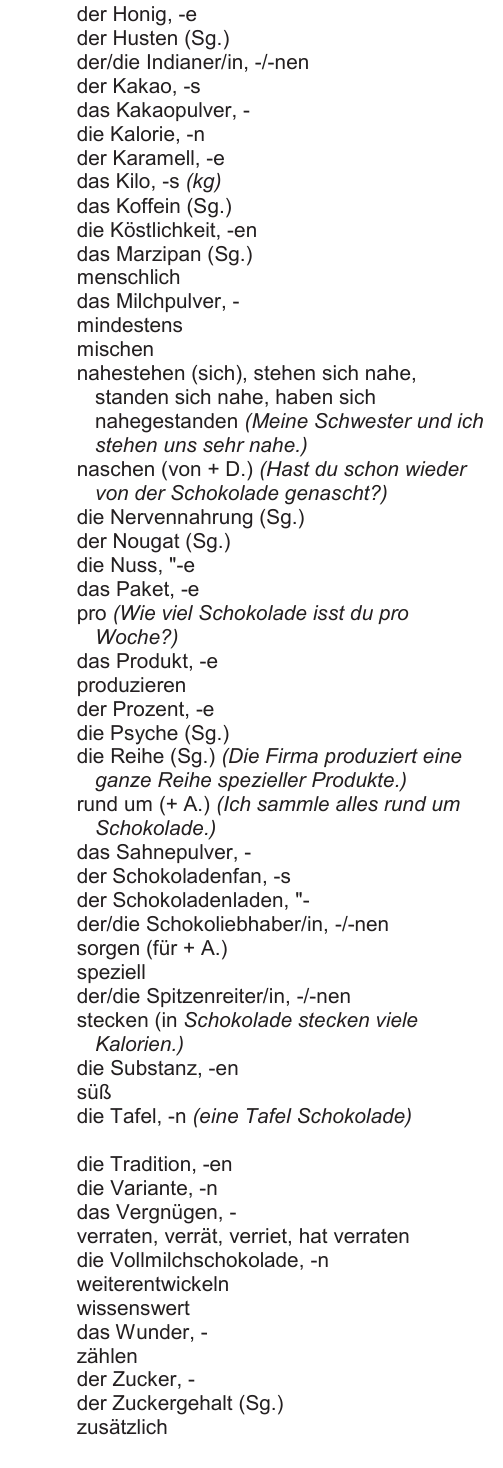 der Honig, -e
der Husten (Sg.)
der/die Indianer/in, -/-nen
der Kakao, -s
das Kakaopulver, -
die Kalorie, -n
der Karamell, -e
das Kilo, -s (kg)
das Koffein (Sg.)
die Köstlichkeit, -en
das Marzipan (Sg.)
menschlich
das Milchpulver, -
mindestens
mischen
nahestehen (sich), stehen sich nahe,
standen sich nahe, haben sich
nahegestanden (Meine Schwester und ich
stehen uns sehr nahe.)
naschen (von + D.) (Hast du schon wieder
von der Schokolade genascht?)
die Nervennahrung (Sg.)
der Nougat (Sg.)
die Nuss, "-e
das Paket, -e
pro (Wie viel Schokolade isst du pro
Woche?)
das Produkt, -e
produzieren
der Prozent, -e
die Psyche (Sg.)
die Reihe (Sg.) (Die Firma produziert eine
ganze Reihe spezieller Produkte.)
rund um (+ A.) (Ich sammle alles rund um
Schokolade.)
das Sahnepulver, -
der Schokoladenfan, -s
der Schokoladenladen, "-
der/die Schokoliebhaber/in, -/-nen
sorgen (für + A.)
speziell
der/die Spitzenreiter/in, -/-nen
stecken (in Schokolade stecken viele
Kalorien.)
die Substanz, -en
süß
die Tafel, -n (eine Tafel Schokolade)
die Tradition, -en
die Variante, -n
das Vergnügen, -
verraten, verrät, verriet, hat verraten
die Vollmilchschokolade, -n
weiterentwickeln
wissenswert
das Wunder, -
zählen
der Zucker, -
der Zuckergehalt (Sg.)
zusätzlich